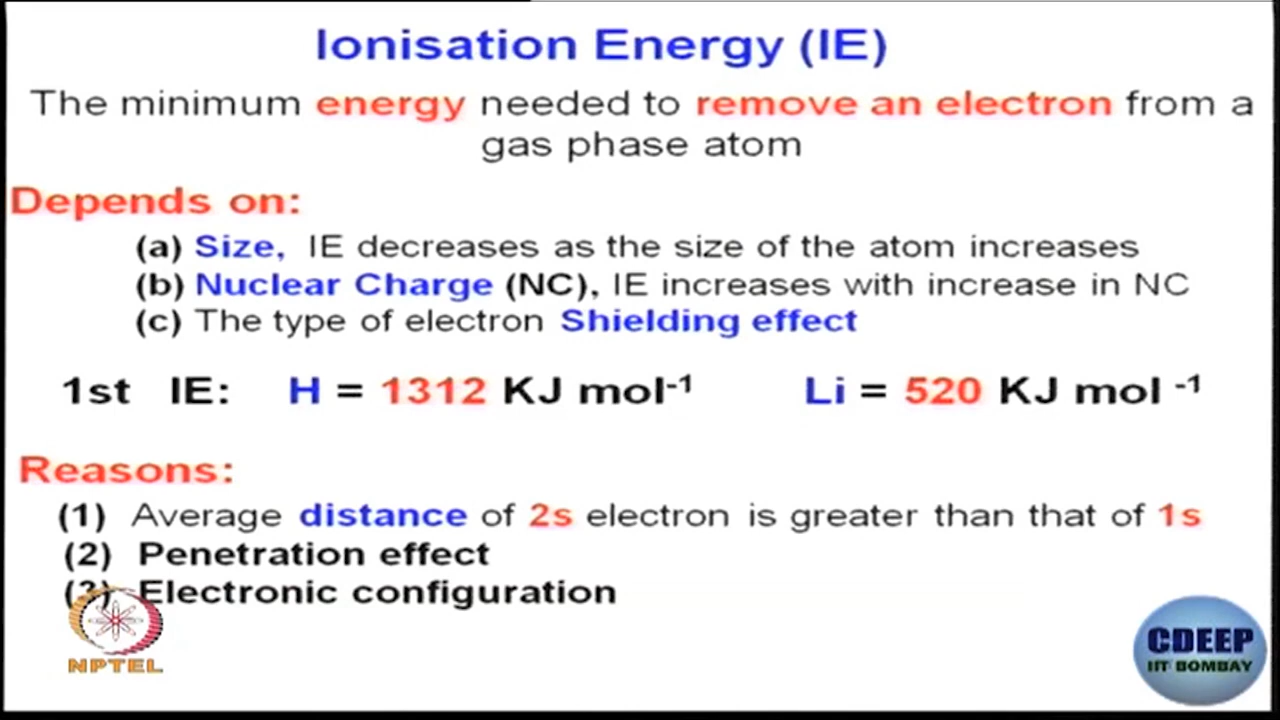 Ionisation Energy (IE)
The minimum energy needed to remove an electron from a
gas phase atom
Depends on:
(a) Size, IE decreases as the size of the atom increases
(b) Nuclear Charge (NC), IE increases with increase in NC
(c) The type of electron Shielding effect
1st IE: H = 1312 KJ mol⁻¹ Li = 520 KJ mol ⁻¹
Reasons:
(1) Average distance of 2s electron is greater than that of 1s
(2) Penetration effect
(3) Electronic configuration
NPTEL
CDEEP
IIT BOMBAY